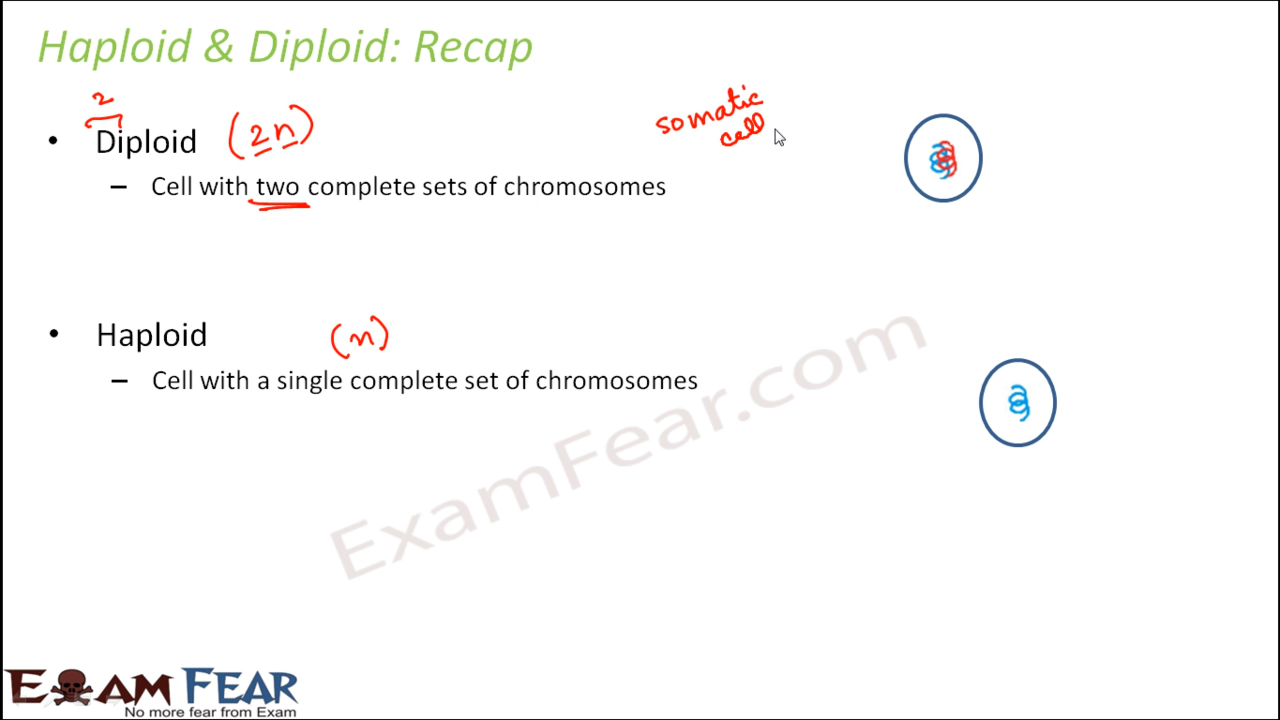 Haploid & Diploid: Recap
2
• Diploid (2n)
somatic
cell
– Cell with two complete sets of chromosomes
• Haploid (n)
– Cell with a single complete set of chromosomes
ExamFear.com
EXAM FEAR
No more fear from Exam